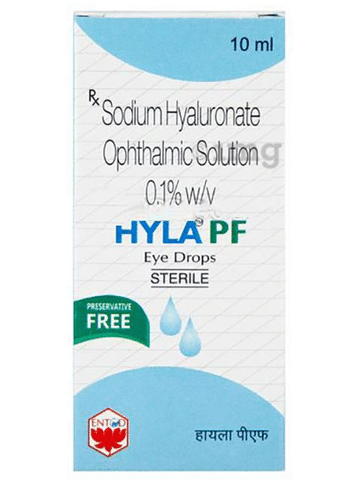 10 ml
Rx Sodium Hyaluronate
Ophthalmic Solution
0.1% w/v
HYLA PF
Eye Drops
STERILE
PRESERVATIVE
FREE
ENTOD
हायला पीएफ